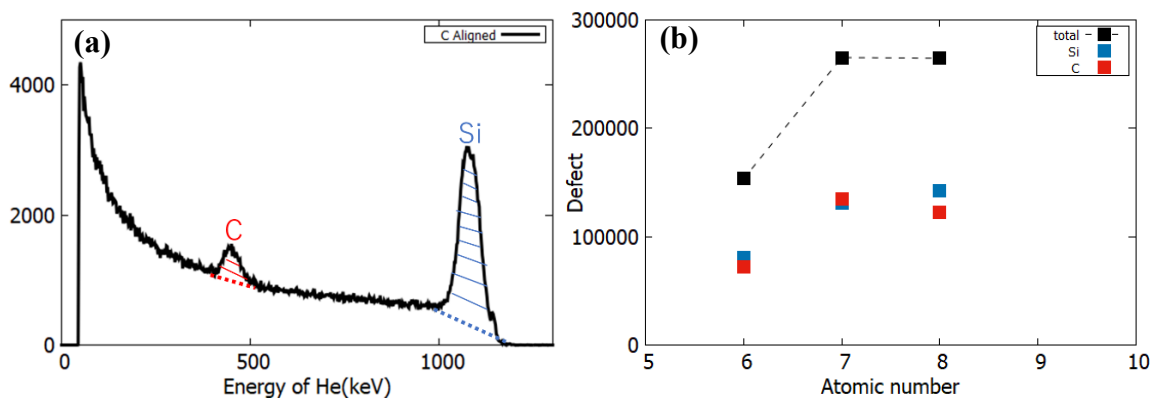 (a)
C Aligned
4000
2000
0
C
Si
0
500
1000
Energy of He(keV)
(b)
total
Si
C
300000
200000
100000
0
Defect
5
6
7
8
9
10
Atomic number